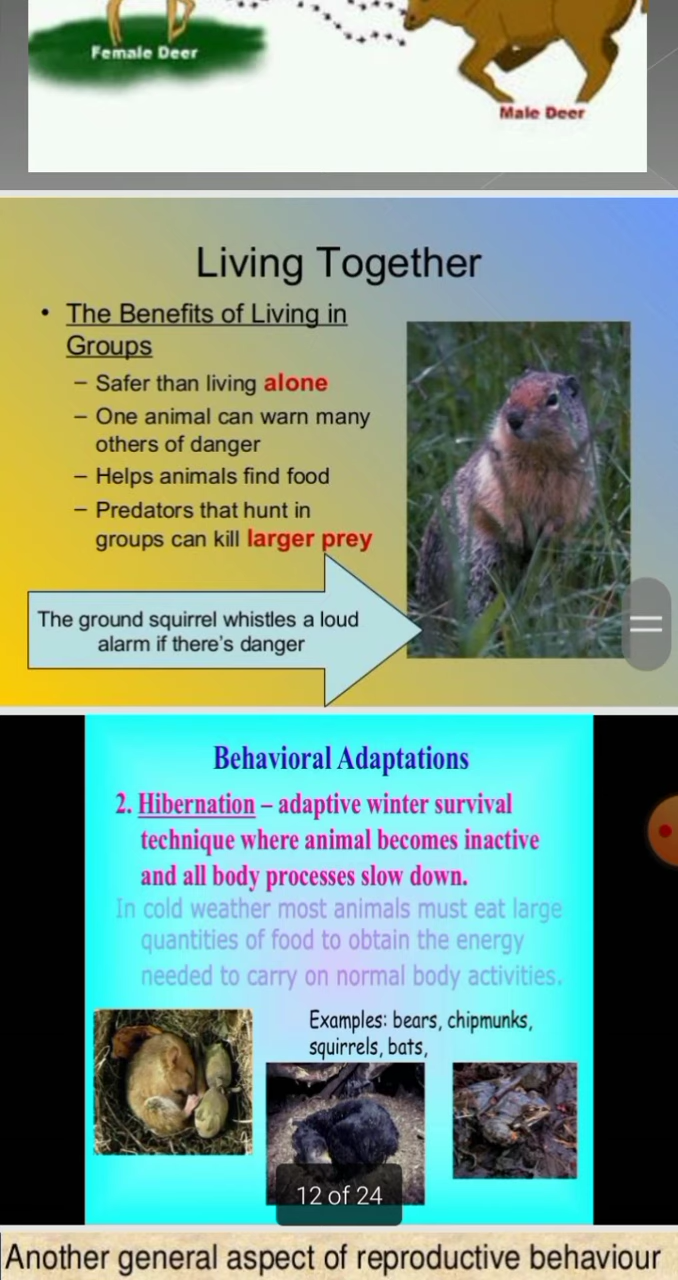 Female Deer
Male Deer
Living Together
• The Benefits of Living in
Groups
– Safer than living alone
– One animal can warn many
others of danger
– Helps animals find food
– Predators that hunt in
groups can kill larger prey
The ground squirrel whistles a loud
alarm if there's danger
Behavioral Adaptations
2. Hibernation – adaptive winter survival
technique where animal becomes inactive
and all body processes slow down.
In cold weather most animals must eat large
quantities of food to obtain the energy
needed to carry on normal body activities.
Examples: bears, chipmunks,
squirrels, bats,
12 of 24
Another general aspect of reproductive behaviour